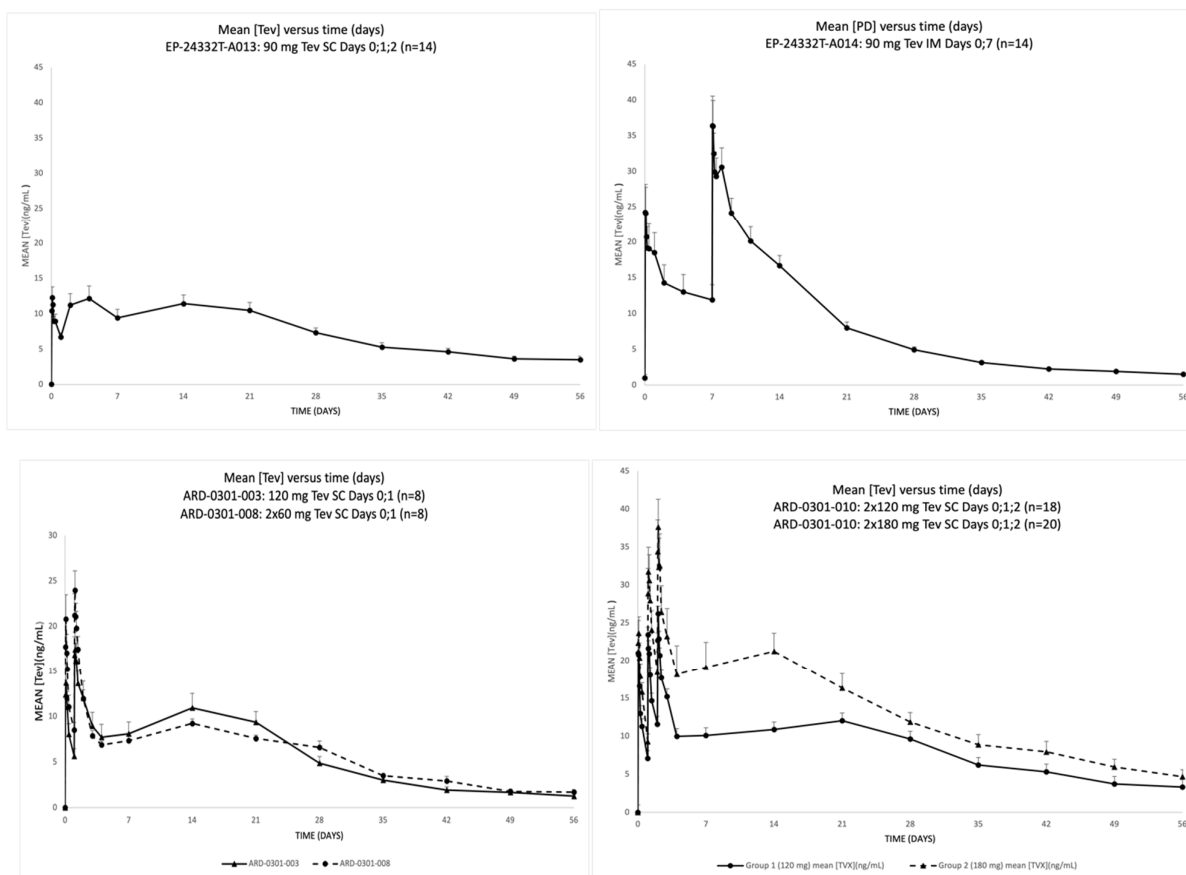 Mean [Tev] versus time (days)
EP-24332T-A013: 90 mg Tev SC Days 0;1;2 (n=14)
MEAN [Tev](ng/mL)
45
40
35
30
25
20
15
10
5
0
0 7 14 21 28 35 42 49 56
TIME (DAYS)
Mean [PD] versus time (days)
EP-24332T-A014: 90 mg Tev IM Days 0;7 (n=14)
MEAN [Tev](ng/mL)
45
40
35
30
25
20
15
10
5
0
0 7 14 21 28 35 42 49 56
TIME (DAYS)
Mean [Tev] versus time (days)
ARD-0301-003: 120 mg Tev SC Days 0;1 (n=8)
ARD-0301-008: 2x60 mg Tev SC Days 0;1 (n=8)
MEAN [Tev](ng/mL)
30
25
20
15
10
5
0
0 7 14 21 28 35 42 49 56
TIME (DAYS)
ARD-0301-003 ARD-0301-008
Mean [Tev] versus time (days)
ARD-0301-010: 2x120 mg Tev SC Days 0;1;2 (n=18)
ARD-0301-010: 2x180 mg Tev SC Days 0;1;2 (n=20)
MEAN [Tev](ng/mL )
45
40
35
30
25
20
15
10
5
0
0 7 14 21 28 35 42 49 56
TIME (DAYS)
Group 1 (120 mg) mean [TVX](ng/mL) Group 2 (180 mg) mean [TVX](ng/mL)